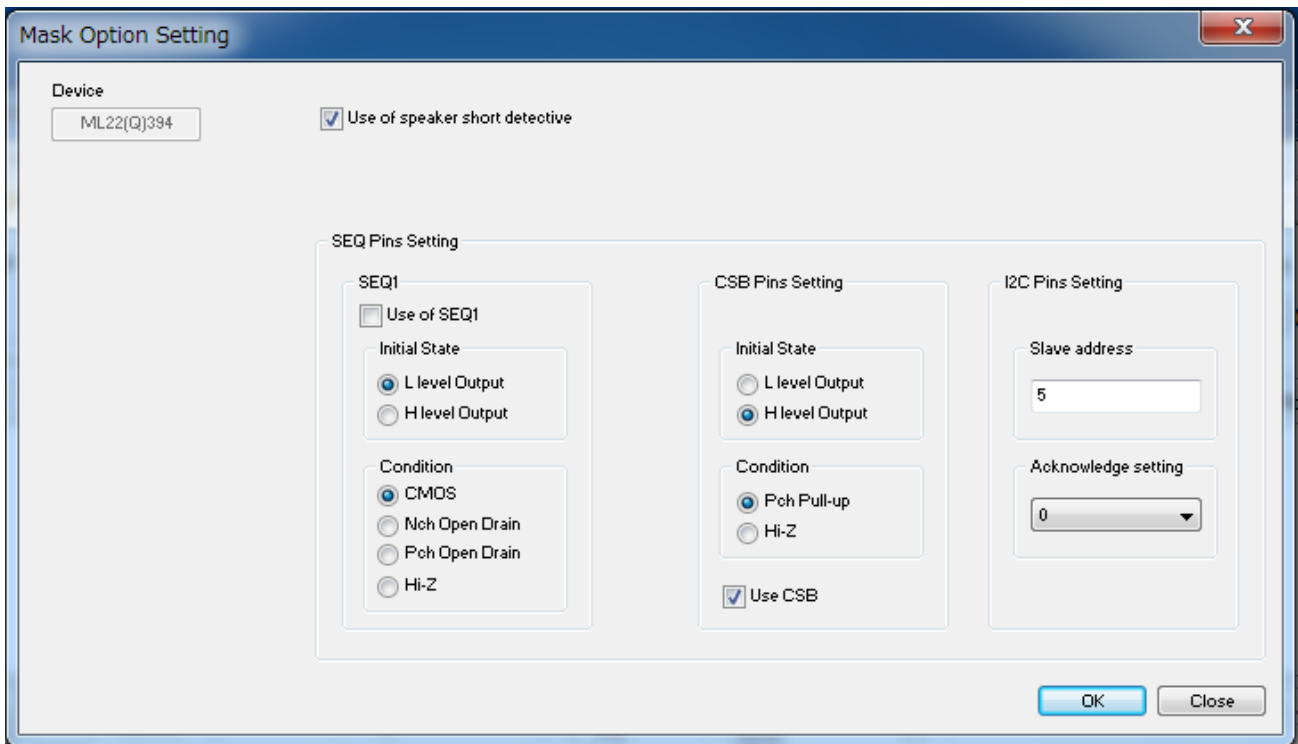 Mask Option Setting
Device
ML22(Q)394
Use of speaker short detective
SEQ Pins Setting
SEQ1
Use of SEQ1
Initial State
L level Output
H level Output
Condition
CMOS
Nch Open Drain
Pch Open Drain
Hi-Z
CSB Pins Setting
Initial State
L level Output
H level Output
Condition
Pch Pull-up
Hi-Z
Use CSB
I2C Pins Setting
Slave address
5
Acknowledge setting
0
OK
Close